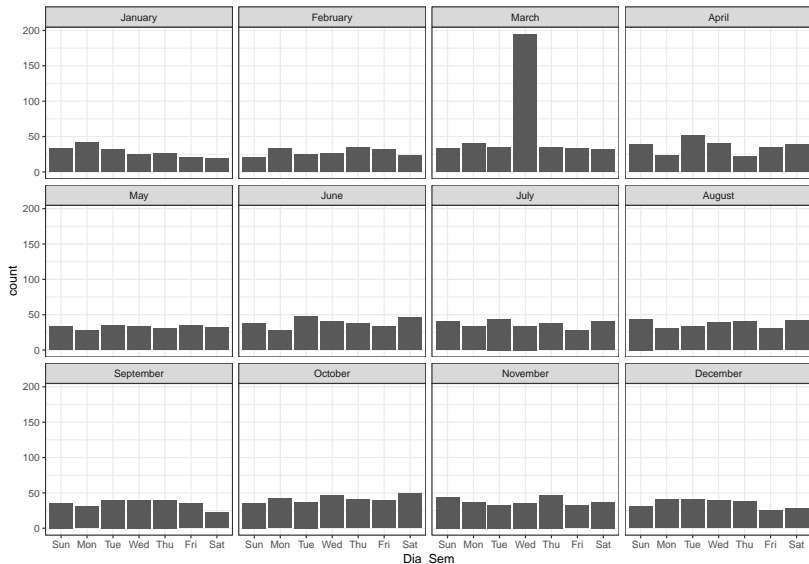 January February March April
200
150
100
50
0
May June July August
200
150
100
50
0
September October November December
200
150
100
50
0
Sun Mon Tue Wed Thu Fri Sat Sun Mon Tue Wed Thu Fri Sat Sun Mon Tue Wed Thu Fri Sat Sun Mon Tue Wed Thu Fri Sat
Dia_Sem
count